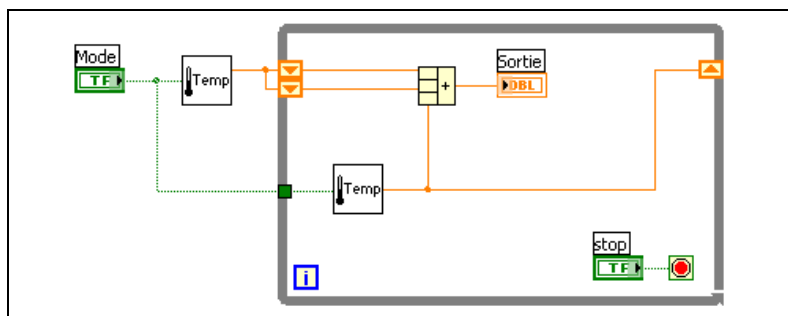 Mode
TF
Temp
Sortie
DBL
+
Temp
stop
TF
i